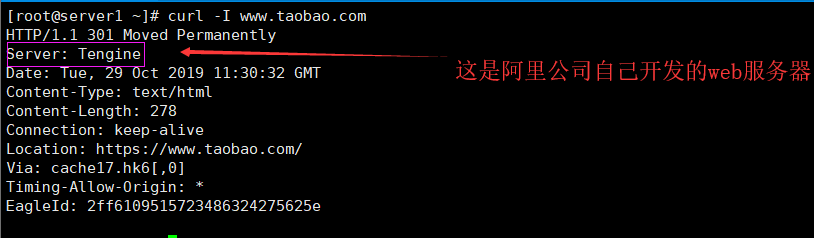 [root@server1 ~]# curl -I www.taobao.com
HTTP/1.1 301 Moved Permanently
Server: Tengine
这是阿里公司自己开发的web服务器
Date: Tue, 29 Oct 2019 11:30:32 GMT
Content-Type: text/html
Content-Length: 278
Connection: keep-alive
Location: https://www.taobao.com/
Via: cache17.hk6[,0]
Timing-Allow-Origin: *
EagleId: 2ff6109515723486324275625e